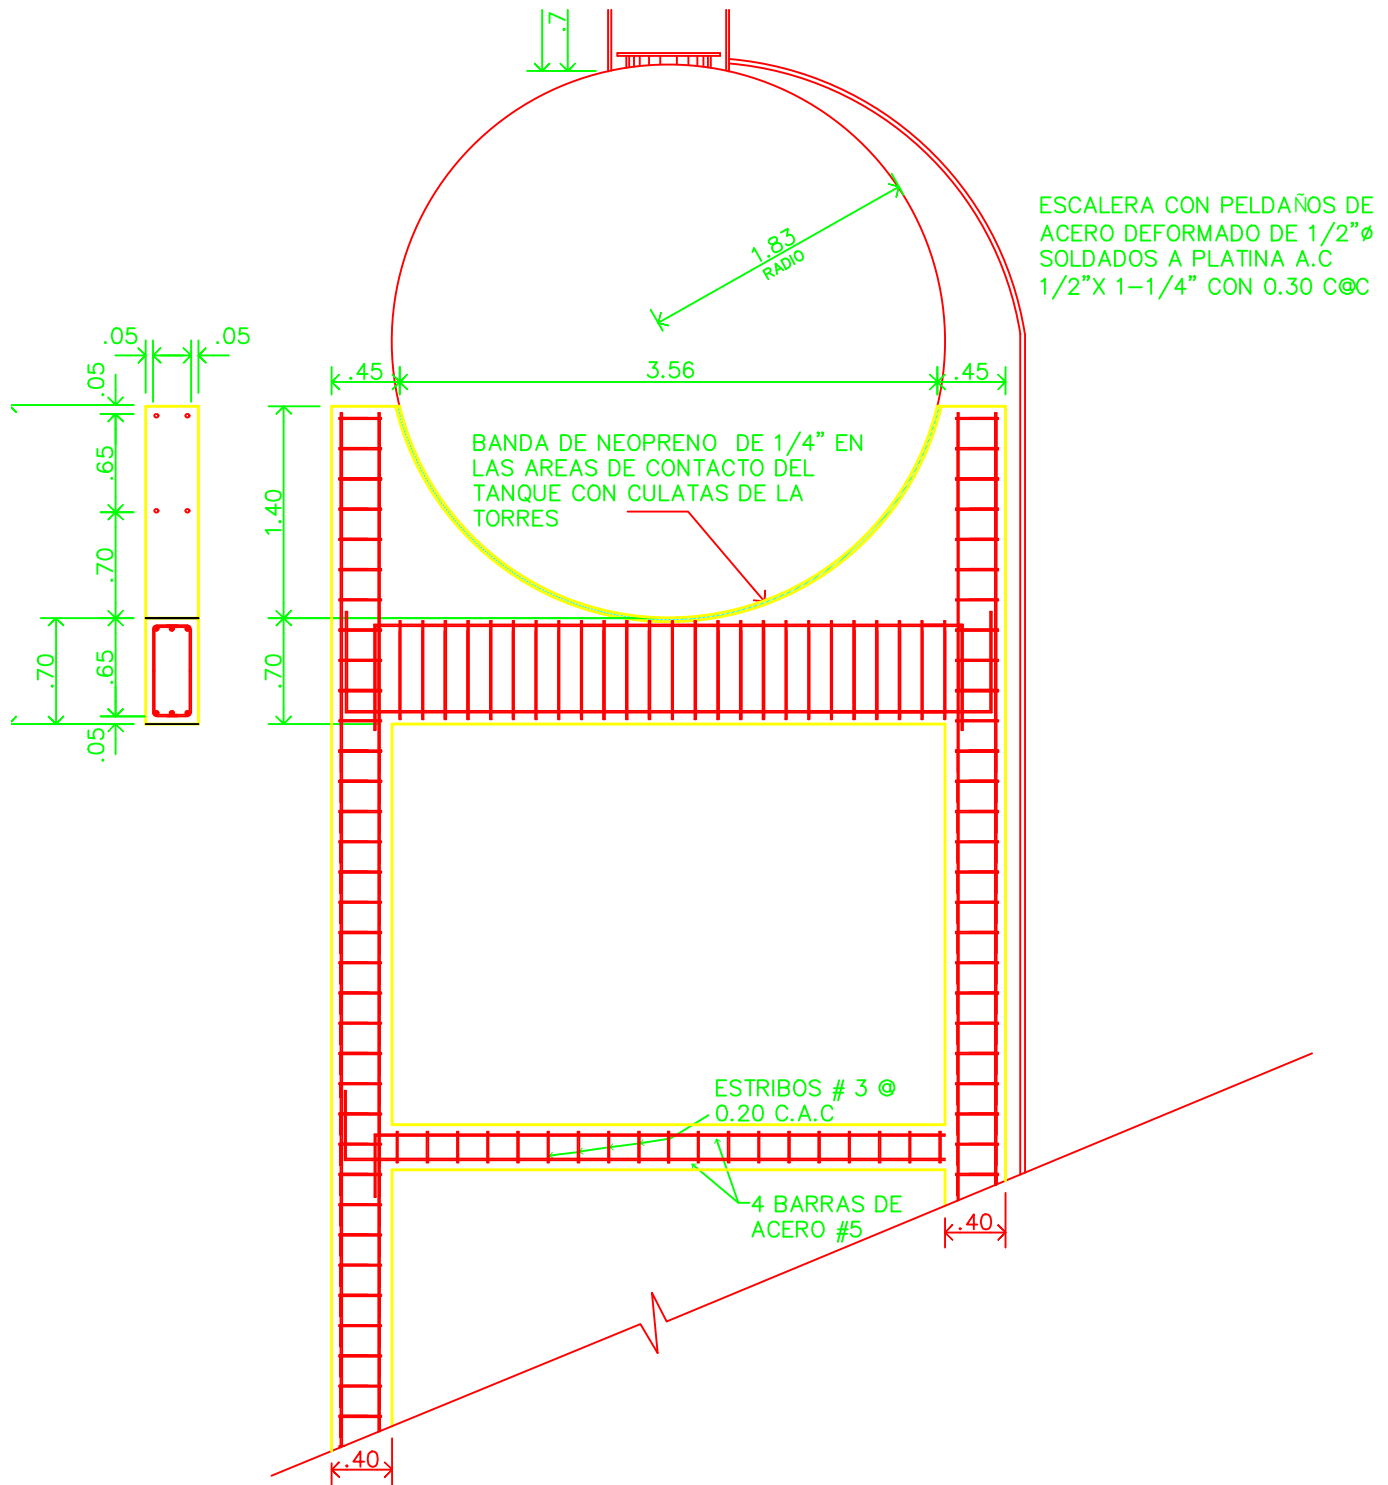 .7
ESCALERA CON PELDAÑOS DE
ACERO DEFORMADO DE 1/2”ø
SOLDADOS A PLATINA A.C
1/2”X 1-1/4” CON 0.30 C@C
1.83
RADIO
.05
.05
.05
.65
.70
.65
.70
.05
.45
3.56
.45
1.40
.70
BANDA DE NEOPRENO DE 1/4” EN
LAS AREAS DE CONTACTO DEL
TANQUE CON CULATAS DE LA
TORRES
ESTRIBOS # 3 @
0.20 C.A.C
4 BARRAS DE
ACERO #5
.40
.40